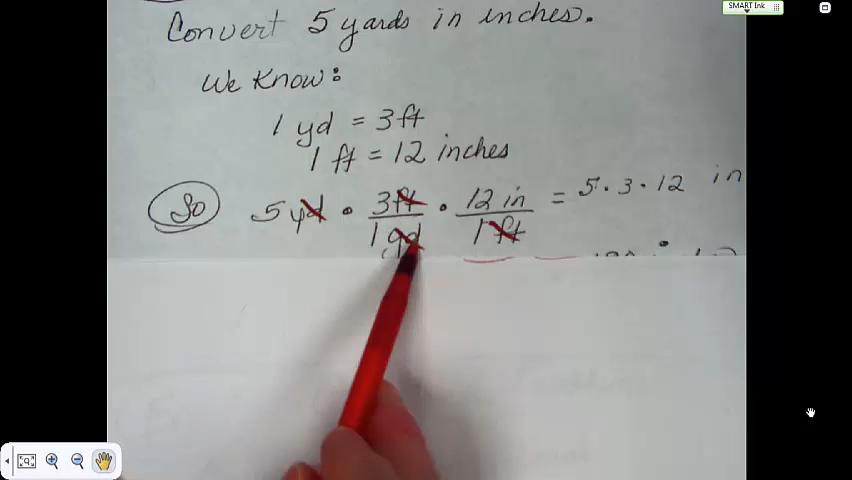 SMART Ink
Convert 5 yards in inches.
We Know:
1 yd = 3 ft
1 ft = 12 inches
So 5 yd · 3 ft / 1 yd · 12 in / 1 ft = 5 · 3 · 12 in